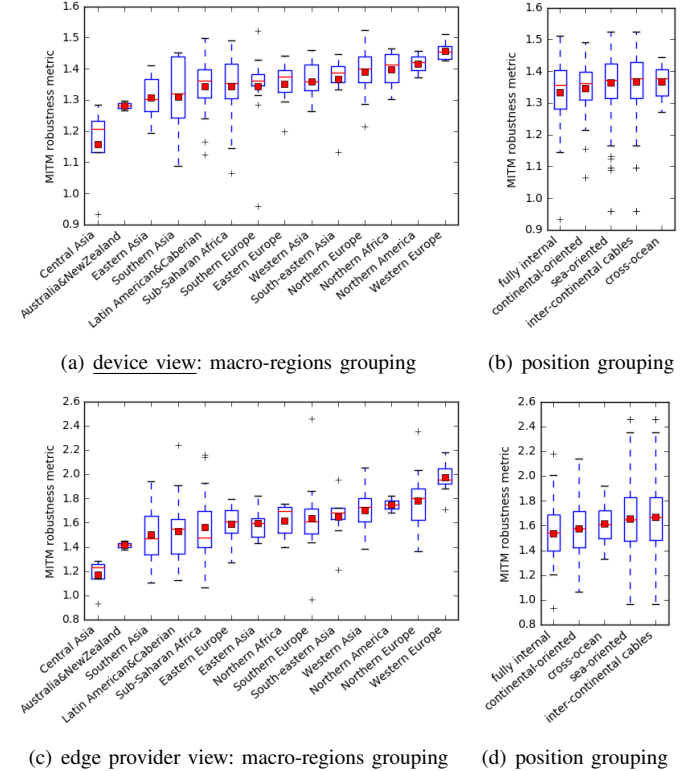 1.6
1.5
1.4
1.3
1.2
1.1
1.0
0.9
MITM robustness metric
Central Asia
Australia&NewZealand
Eastern Asia
Southern Asia
Latin American&Caberian
Sub-Saharan Africa
Southern Europe
Eastern Europe
Western Asia
South-eastern Asia
Northern Europe
Northern Africa
Northern America
Western Europe
(a) device view: macro-regions grouping
1.6
1.5
1.4
1.3
1.2
1.1
1.0
0.9
MITM robustness metric
fully internal
continental-oriented
sea-oriented
inter-continental cables
cross-ocean
(b) position grouping
2.6
2.4
2.2
2.0
1.8
1.6
1.4
1.2
1.0
0.8
MITM robustness metric
Central Asia
Australia&NewZealand
Southern Asia
Latin American&Caberian
Sub-Saharan Africa
Eastern Europe
Eastern Asia
Northern Africa
Southern Europe
South-eastern Asia
Western Asia
Northern America
Northern Europe
Western Europe
(c) edge provider view: macro-regions grouping
2.6
2.4
2.2
2.0
1.8
1.6
1.4
1.2
1.0
0.8
MITM robustness metric
fully internal
continental-oriented
cross-ocean
sea-oriented
inter-continental cables
(d) position grouping